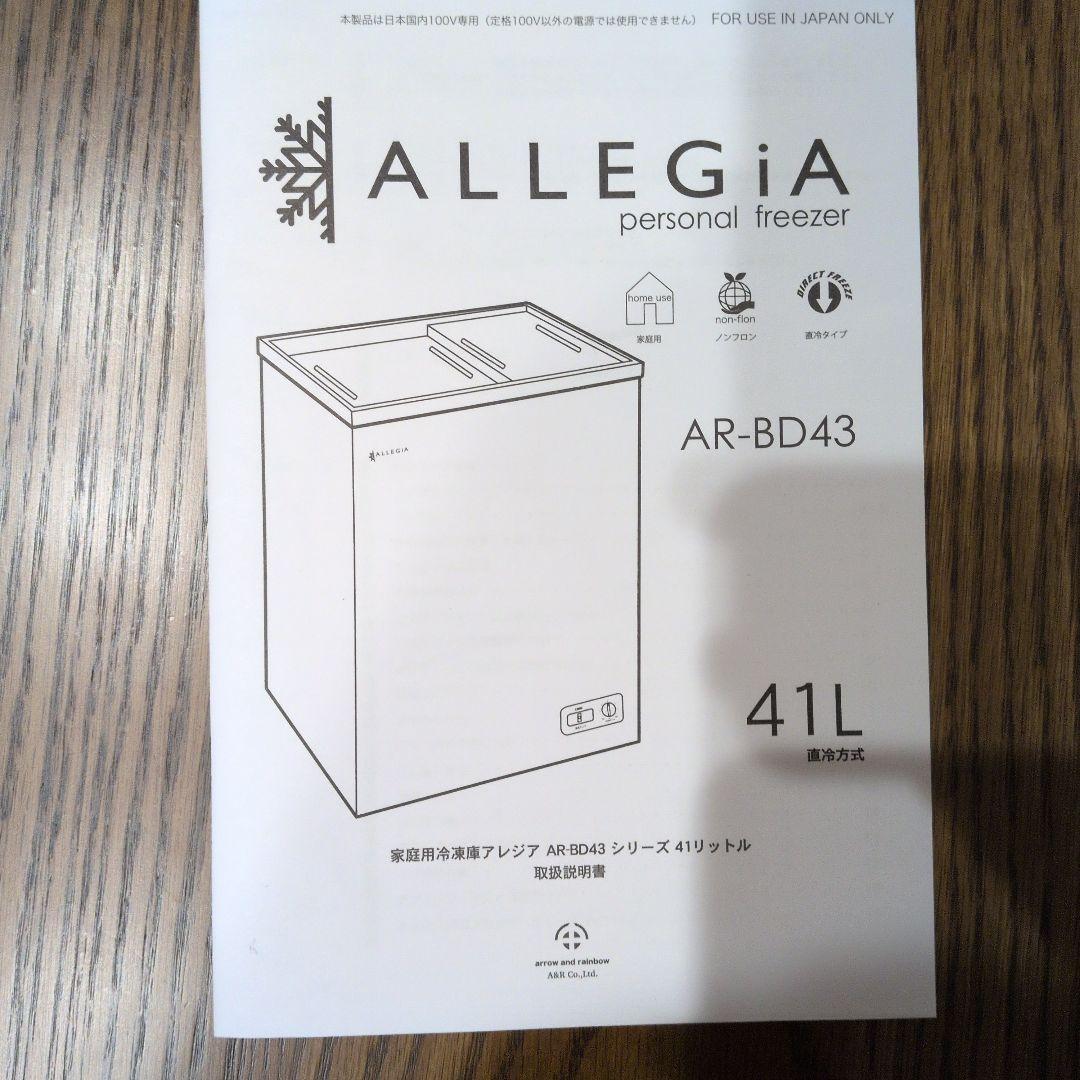 本製品は日本国内100V専用（定格100V以外の電源では使用できません） FOR USE IN JAPAN ONLY
ALLEGiA
personal freezer
home use
家庭用
non-flon
ノンフロン
DIRECT FREEZE
直冷タイプ
ALLEGiA
AR-BD43
41L
直冷方式
家庭用冷凍庫アレジア AR-BD43 シリーズ 41リットル
取扱説明書
arrow and rainbow
A&R Co.,Ltd.